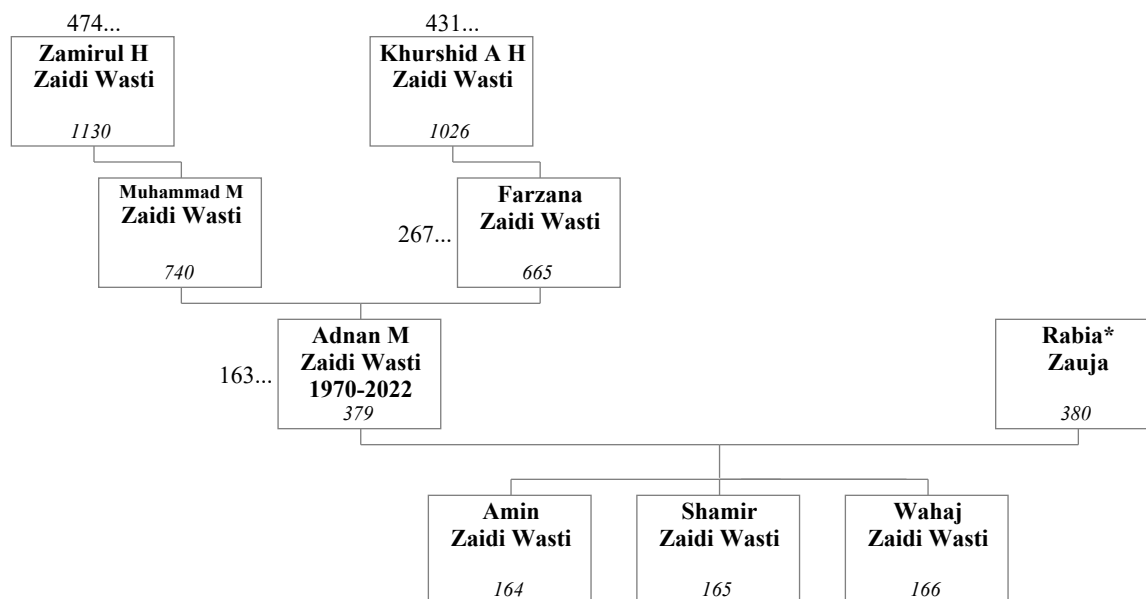 474...
Zamirul H
Zaidi Wasti
1130
431...
Khurshid A H
Zaidi Wasti
1026
Muhammad M
Zaidi Wasti
740
267...
Farzana
Zaidi Wasti
665
163...
Adnan M
Zaidi Wasti
1970-2022
379
Rabia*
Zauja
380
Amin
Zaidi Wasti
164
Shamir
Zaidi Wasti
165
Wahaj
Zaidi Wasti
166